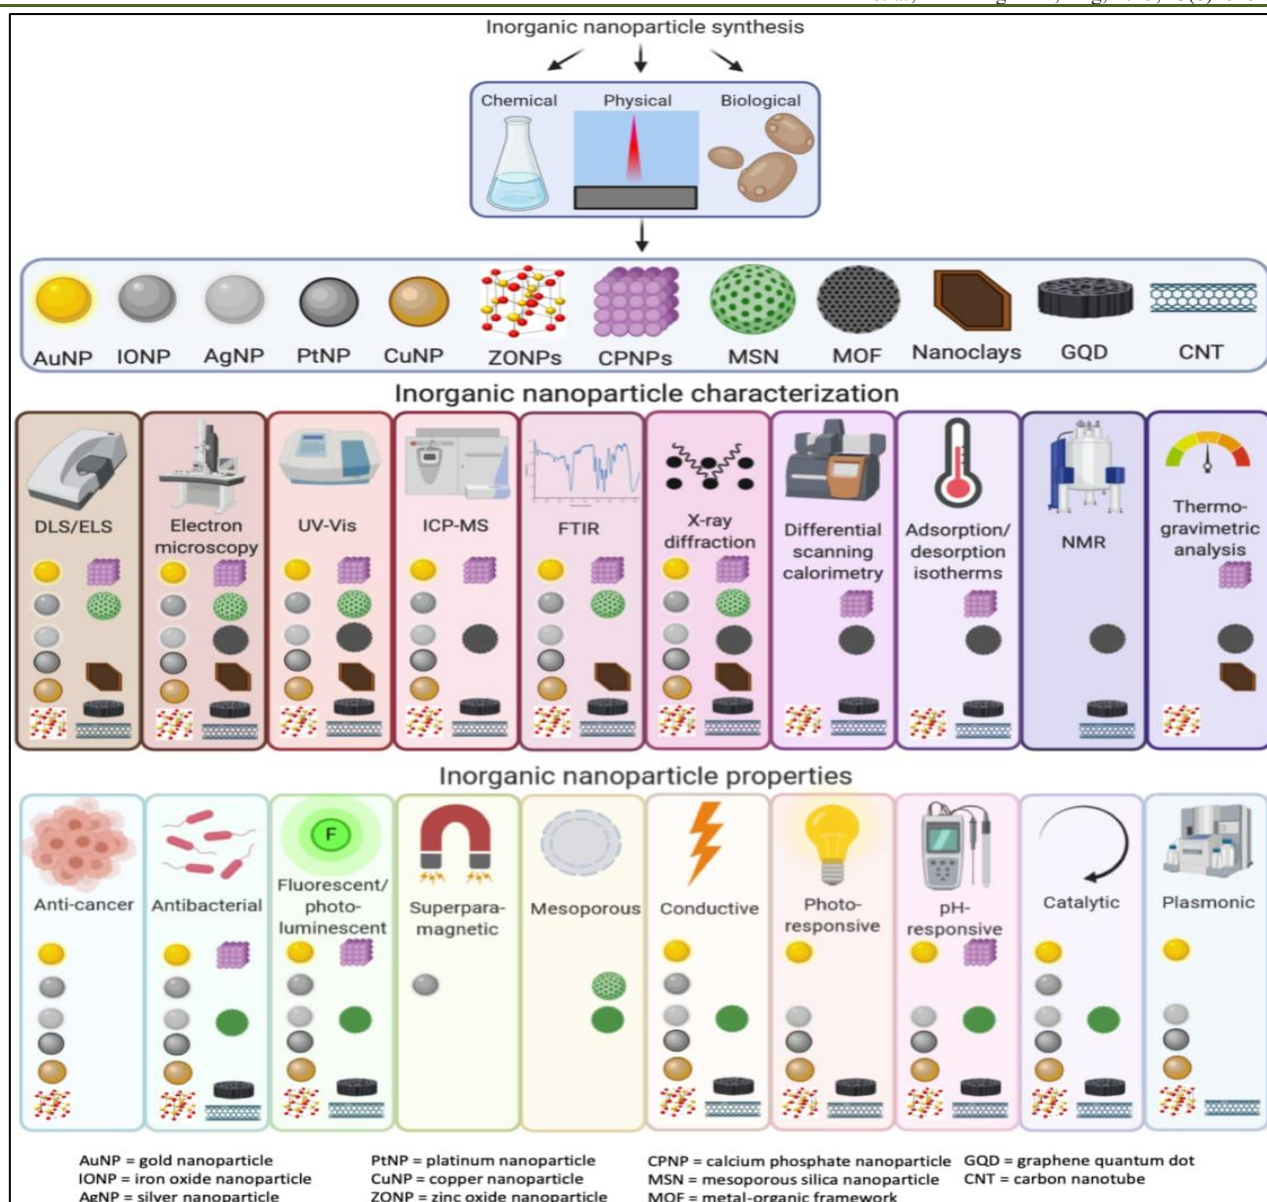 Inorganic nanoparticle synthesis
Chemical Physical Biological
AuNP IONP AgNP PtNP CuNP ZONPs CPNPs MSN MOF Nanoclays GQD CNT
Inorganic nanoparticle characterization
DLS/ELS
Electron
microscopy
UV-Vis
ICP-MS
FTIR
X-ray
diffraction
Differential
scanning
calorimetry
Adsorption/
desorption
isotherms
NMR
Thermo-
gravimetric
analysis
Inorganic nanoparticle properties
Anti-cancer
Antibacterial
F
Fluorescent/
photo-
luminescent
Superpara-
magnetic
Mesoporous
Conductive
Photo-
responsive
pH-
responsive
Catalytic
Plasmonic
AuNP = gold nanoparticle PtNP = platinum nanoparticle CPNP = calcium phosphate nanoparticle GQD = graphene quantum dot
IONP = iron oxide nanoparticle CuNP = copper nanoparticle MSN = mesoporous silica nanoparticle CNT = carbon nanotube
AgNP = silver nanoparticle ZONP = zinc oxide nanoparticle MOF = metal-organic framework